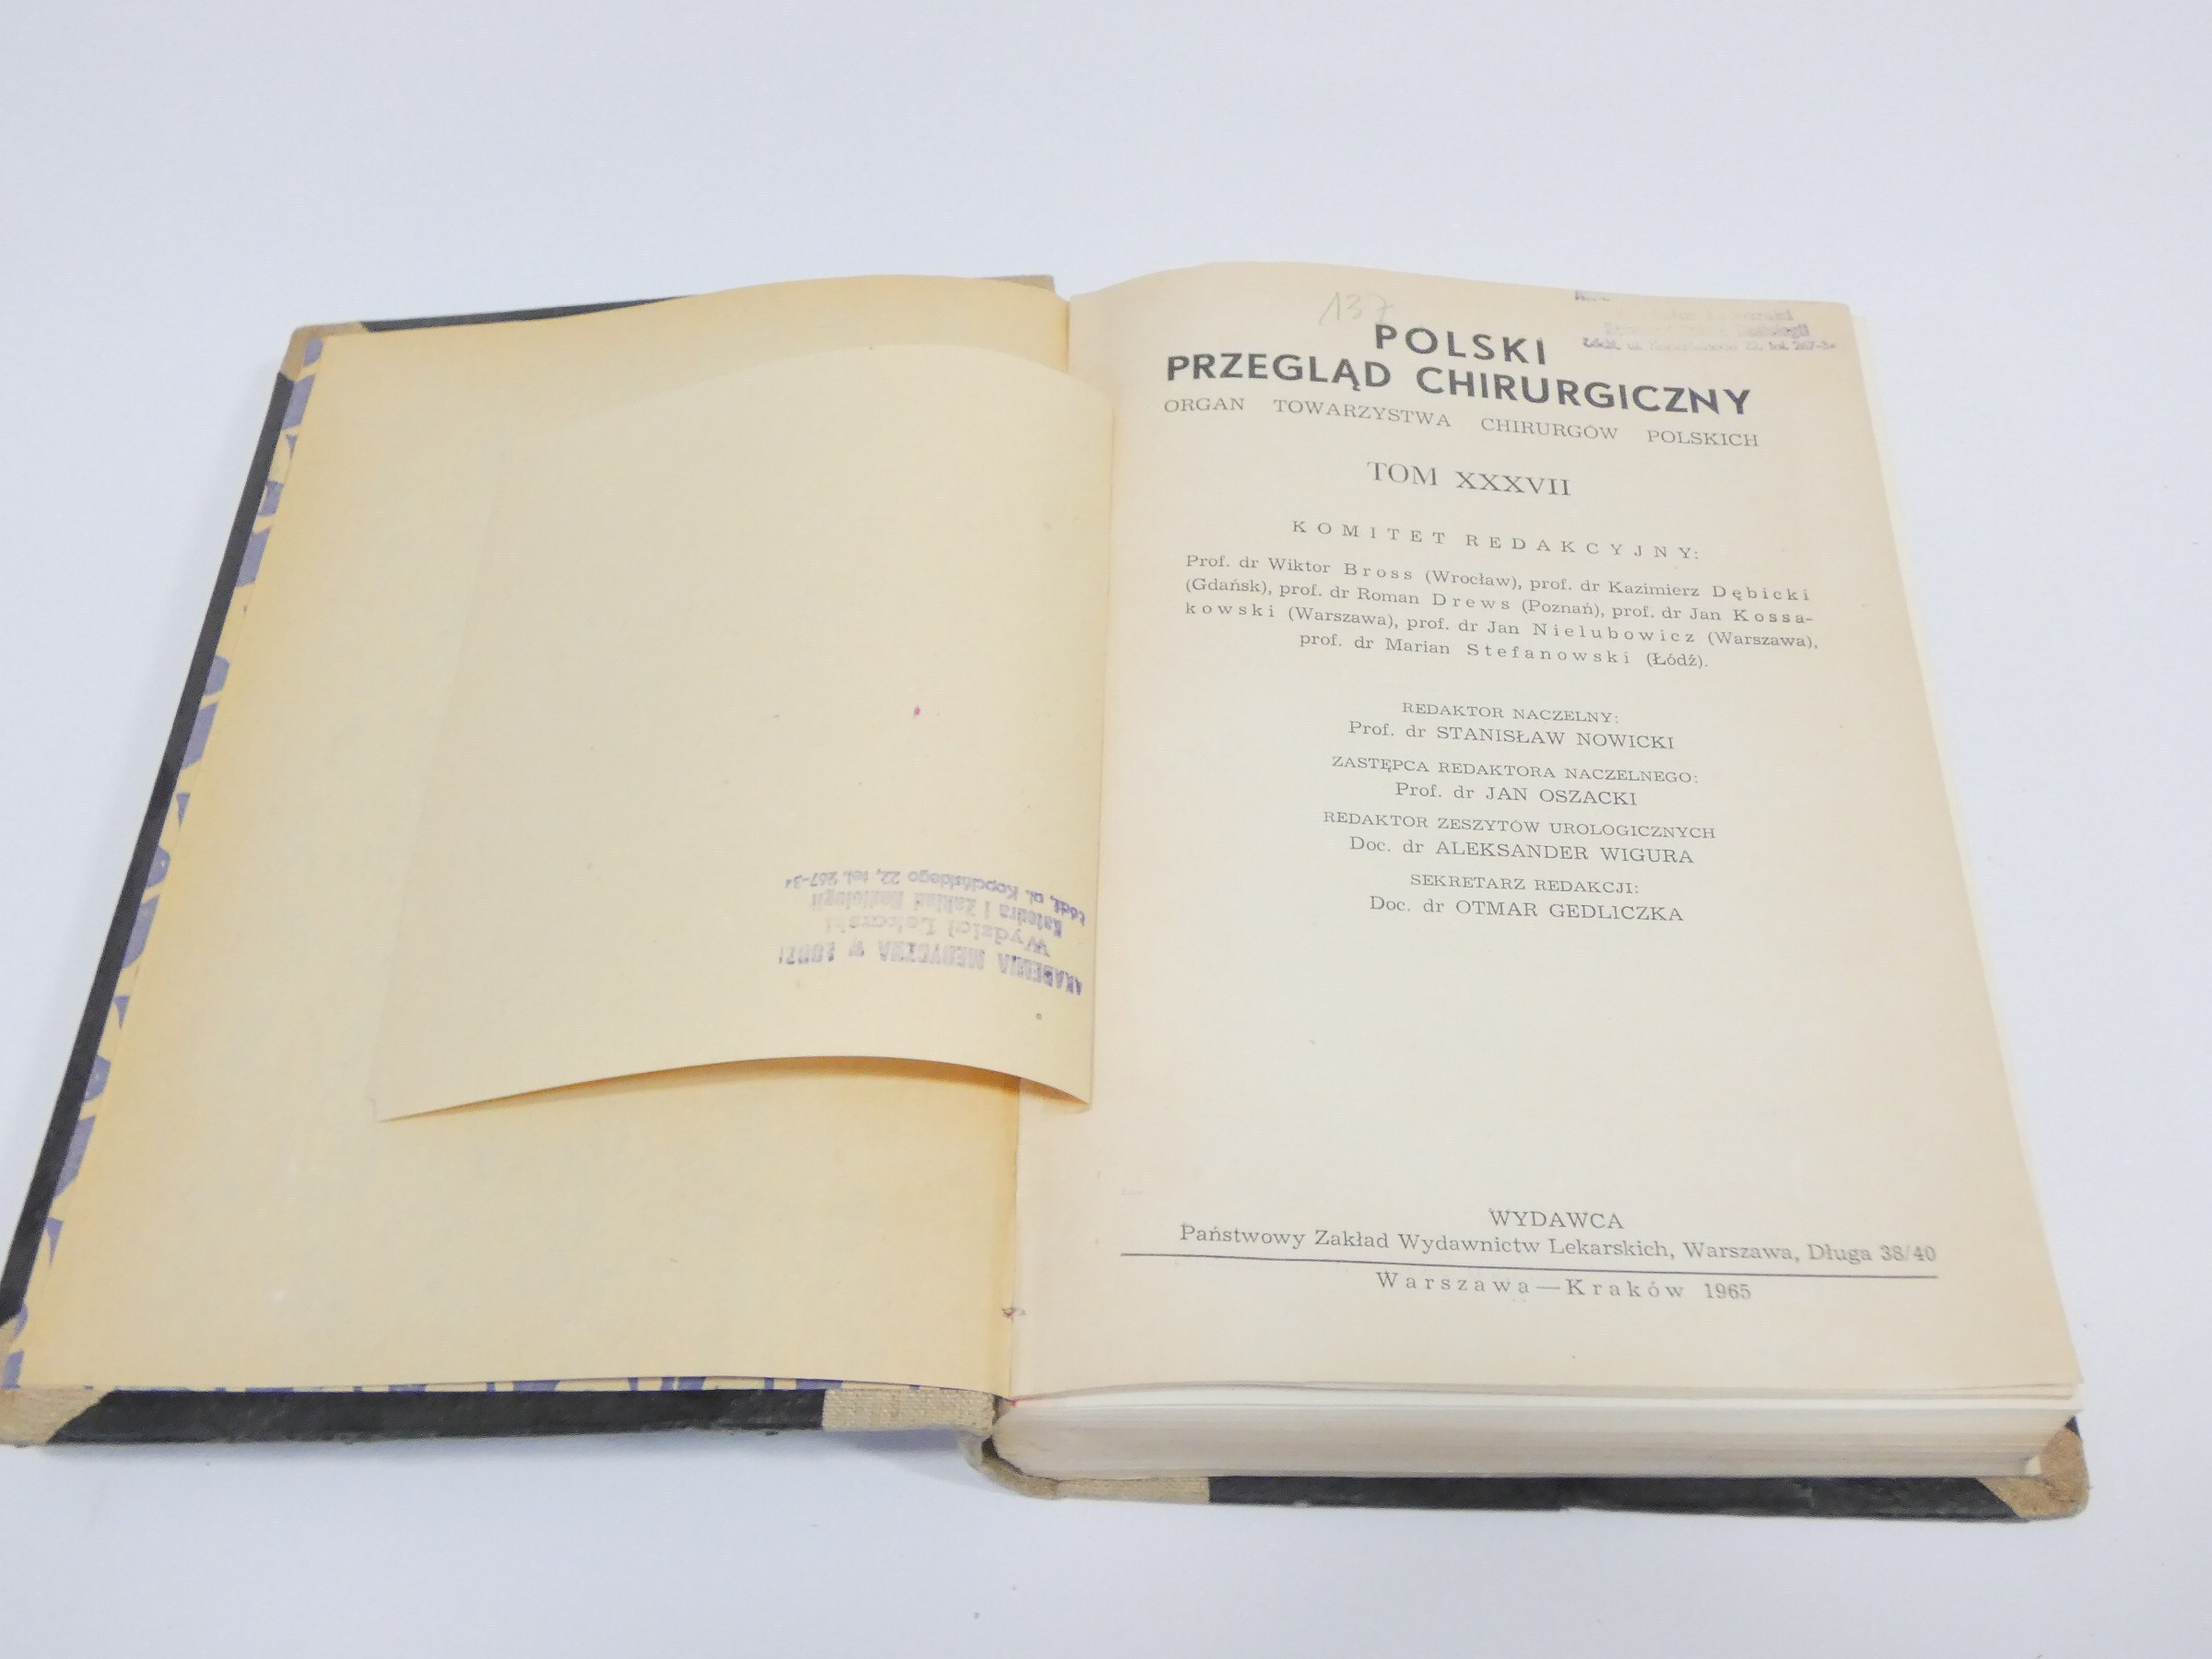 AKADEMIA MEDYCZNA W ŁODZI
Wydział Lekarski
Katedra i Zakład Radiologii
Łódź, ul. Kopcińskiego 22, tel. 267-34
137
POLSKI
PRZEGLĄD CHIRURGICZNY
ORGAN TOWARZYSTWA CHIRURGÓW POLSKICH
TOM XXXVII
KOMITET REDAKCYJNY:
Prof. dr Wiktor Bross (Wrocław), prof. dr Kazimierz Dębicki
(Gdańsk), prof. dr Roman Drews (Poznań), prof. dr Jan Kossa-
kowski (Warszawa), prof. dr Jan Nielubowicz (Warszawa),
prof. dr Marian Stefanowski (Łódź).
REDAKTOR NACZELNY:
Prof. dr STANISŁAW NOWICKI
ZASTĘPCA REDAKTORA NACZELNEGO:
Prof. dr JAN OSZACKI
REDAKTOR ZESZYTÓW UROLOGICZNYCH
Doc. dr ALEKSANDER WIGURA
SEKRETARZ REDAKCJI:
Doc. dr OTMAR GEDLICZKA
WYDAWCA
Państwowy Zakład Wydawnictw Lekarskich, Warszawa, Długa 38/40
Warszawa—Kraków 1965